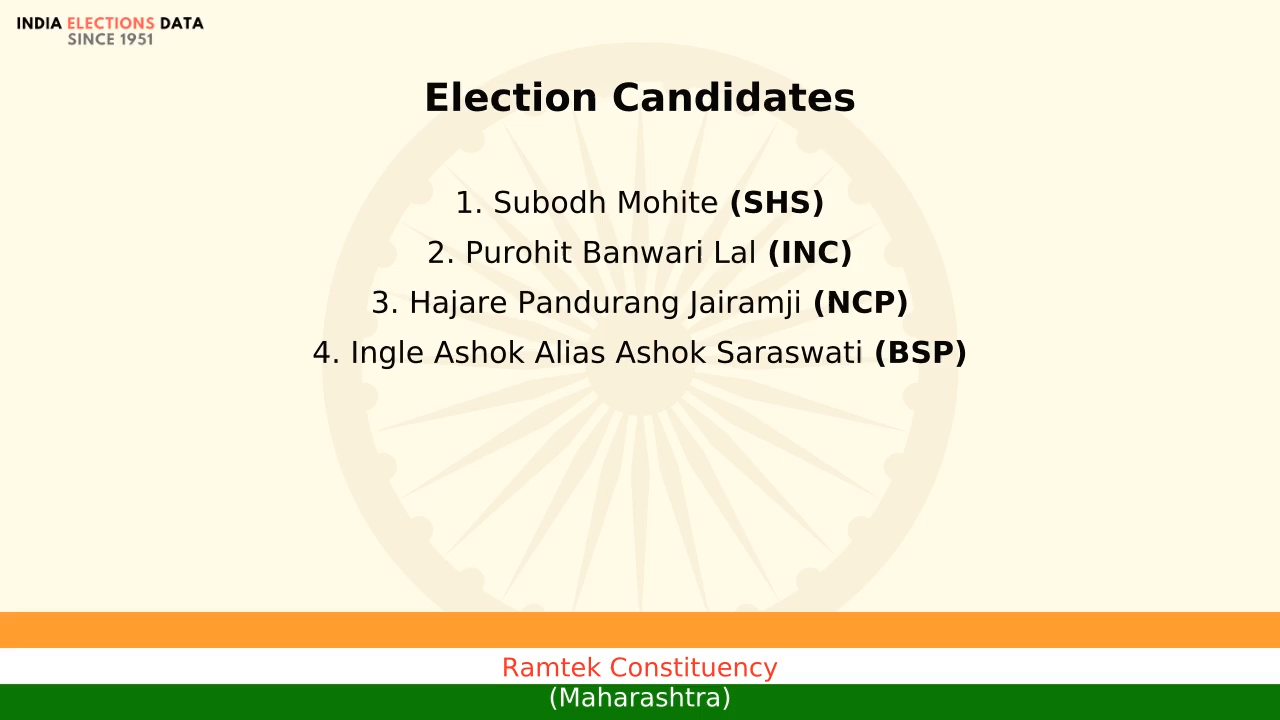 INDIA ELECTIONS DATA
SINCE 1951
Election Candidates
1. Subodh Mohite (SHS)
2. Purohit Banwari Lal (INC)
3. Hajare Pandurang Jairamji (NCP)
4. Ingle Ashok Alias Ashok Saraswati (BSP)
Ramtek Constituency
(Maharashtra)